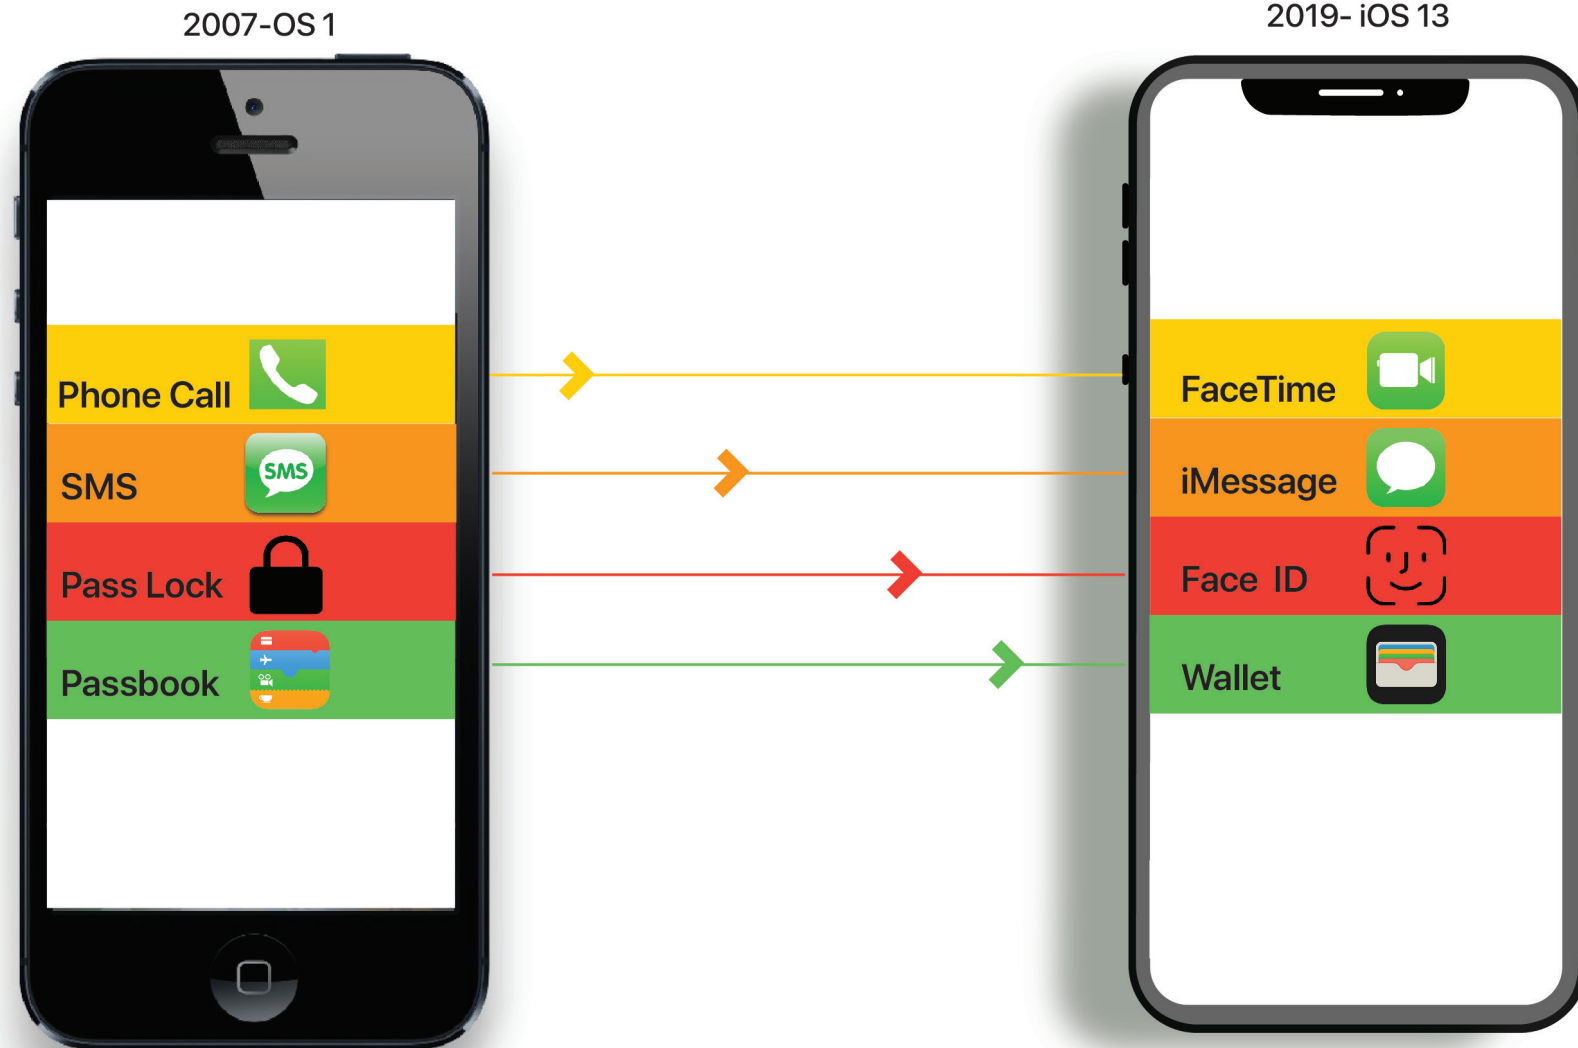 2007-OS 1
2019- iOS 13
Phone Call
SMS
SMS
Pass Lock
Passbook
FaceTime
iMessage
Face ID
Wallet